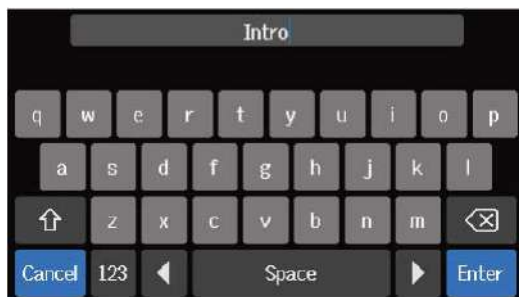 Intro
q w e r t y u i o p
a s d f g h j k l
z x c v b n m
Cancel 123 Space Enter